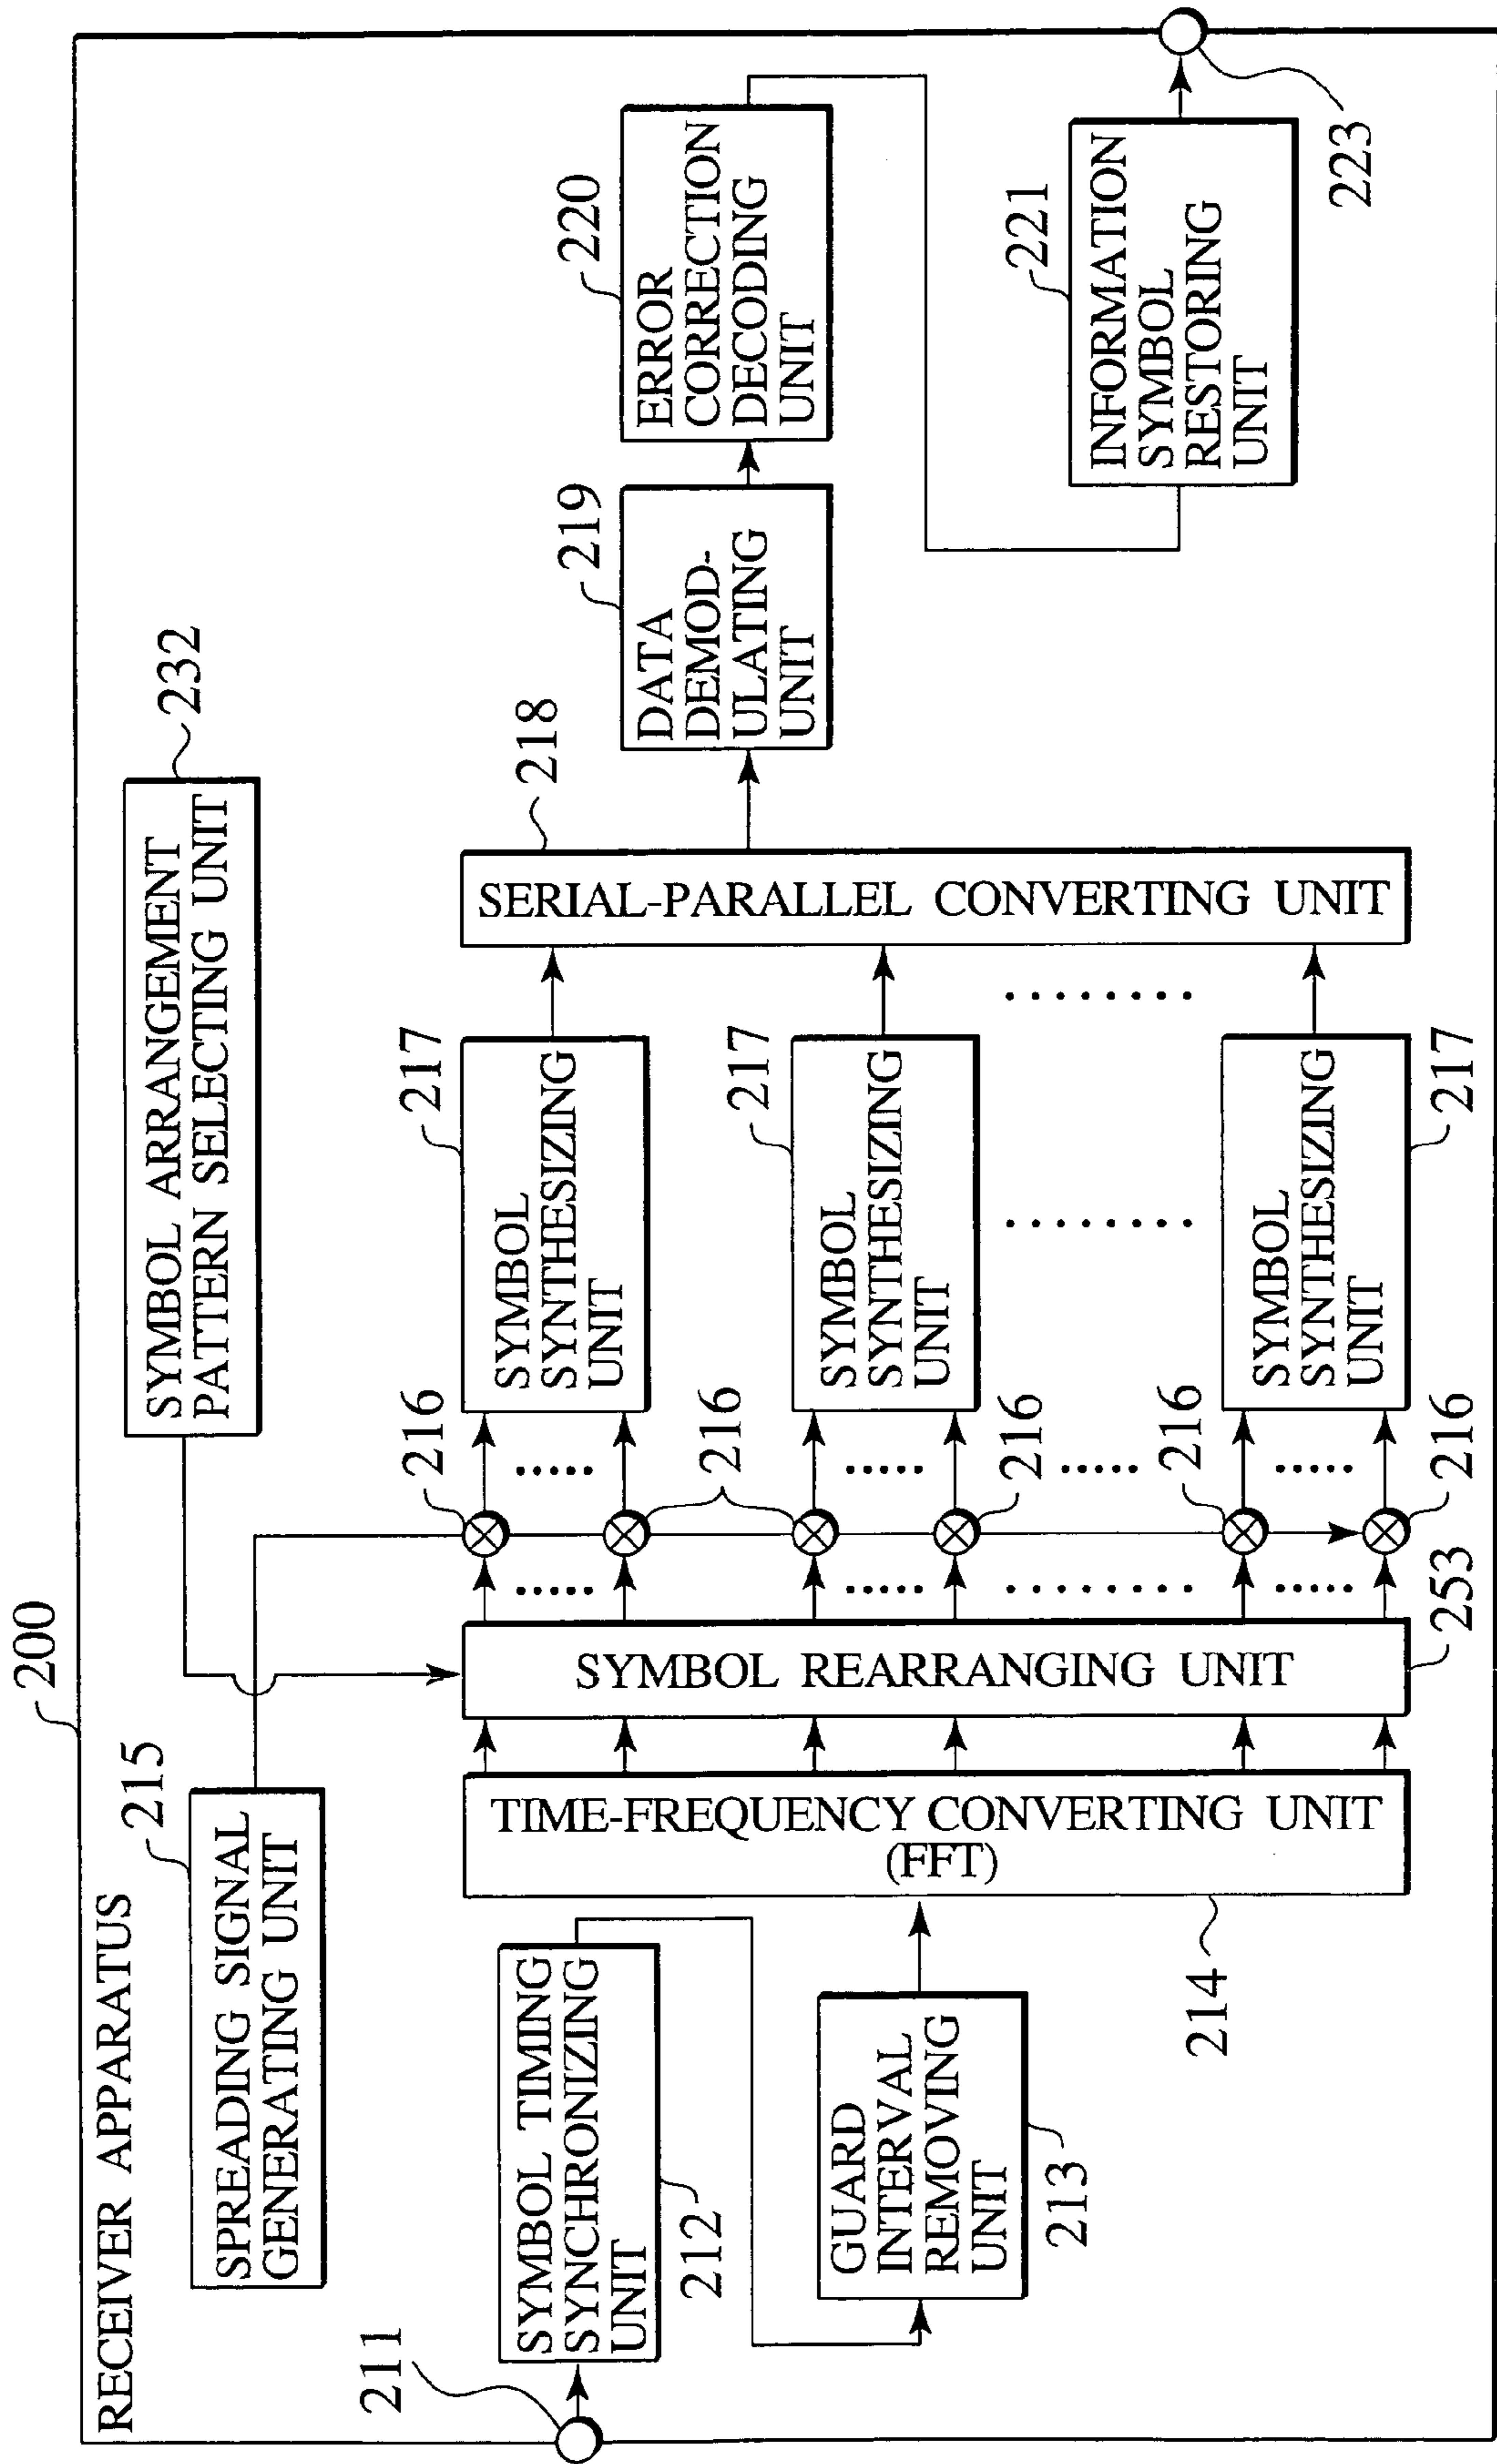 200
RECEIVER APPARATUS
215
SPREADING SIGNAL
GENERATING UNIT
SYMBOL ARRANGEMENT
PATTERN SELECTING UNIT
232
211
SYMBOL TIMING
SYNCHRONIZING
UNIT
212
GUARD
INTERVAL
REMOVING
UNIT
213
TIME-FREQUENCY CONVERTING UNIT
(FFT)
214
SYMBOL REARRANGING UNIT
253
216
216
216
216
216
217
SYMBOL
SYNTHESIZING
UNIT
217
SYMBOL
SYNTHESIZING
UNIT
SYMBOL
SYNTHESIZING
UNIT
217
218
SERIAL-PARALLEL CONVERTING UNIT
219
DATA
DEMOD-
ULATING
UNIT
220
ERROR
CORRECTION
DECODING
UNIT
221
INFORMATION
SYMBOL
RESTORING
UNIT
223